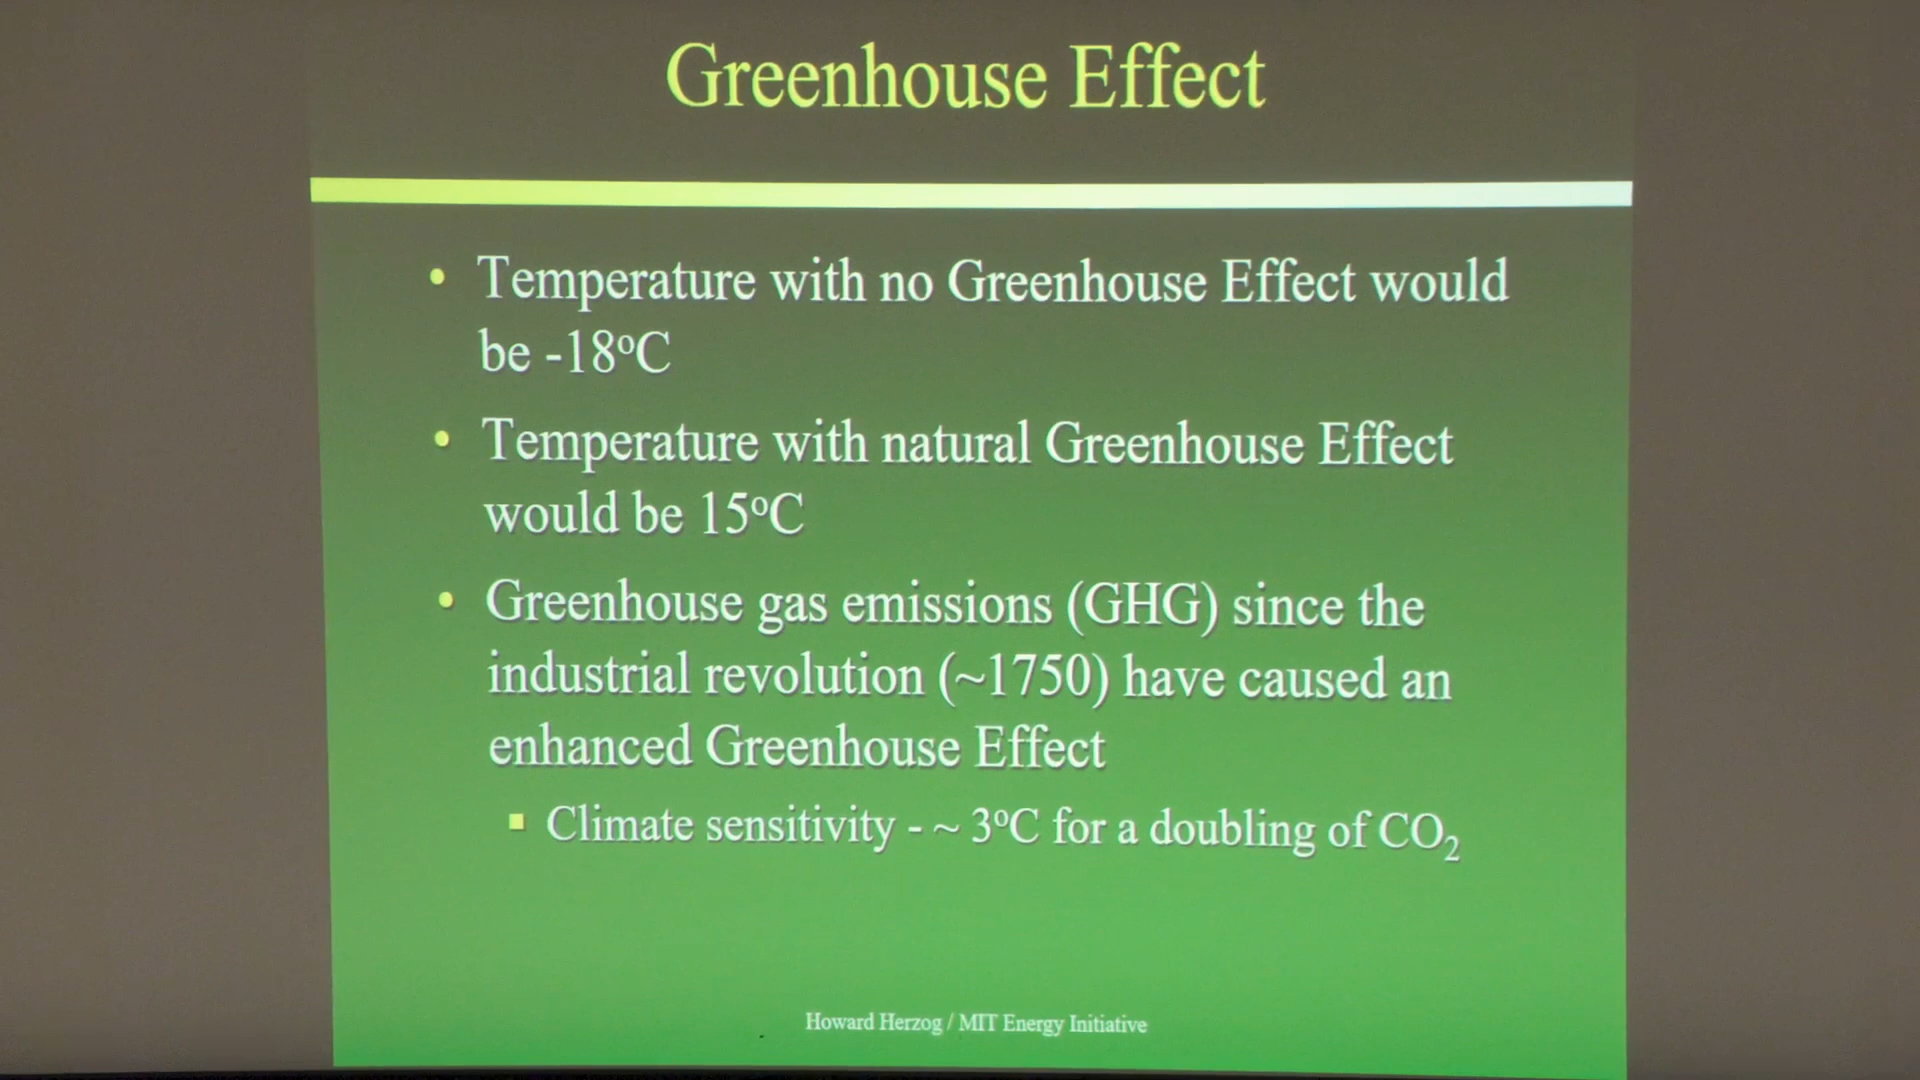 Greenhouse Effect
• Temperature with no Greenhouse Effect would
be -18ºC
• Temperature with natural Greenhouse Effect
would be 15ºC
• Greenhouse gas emissions (GHG) since the
industrial revolution (~1750) have caused an
enhanced Greenhouse Effect
▪ Climate sensitivity - ~ 3ºC for a doubling of CO₂
Howard Herzog / MIT Energy Initiative